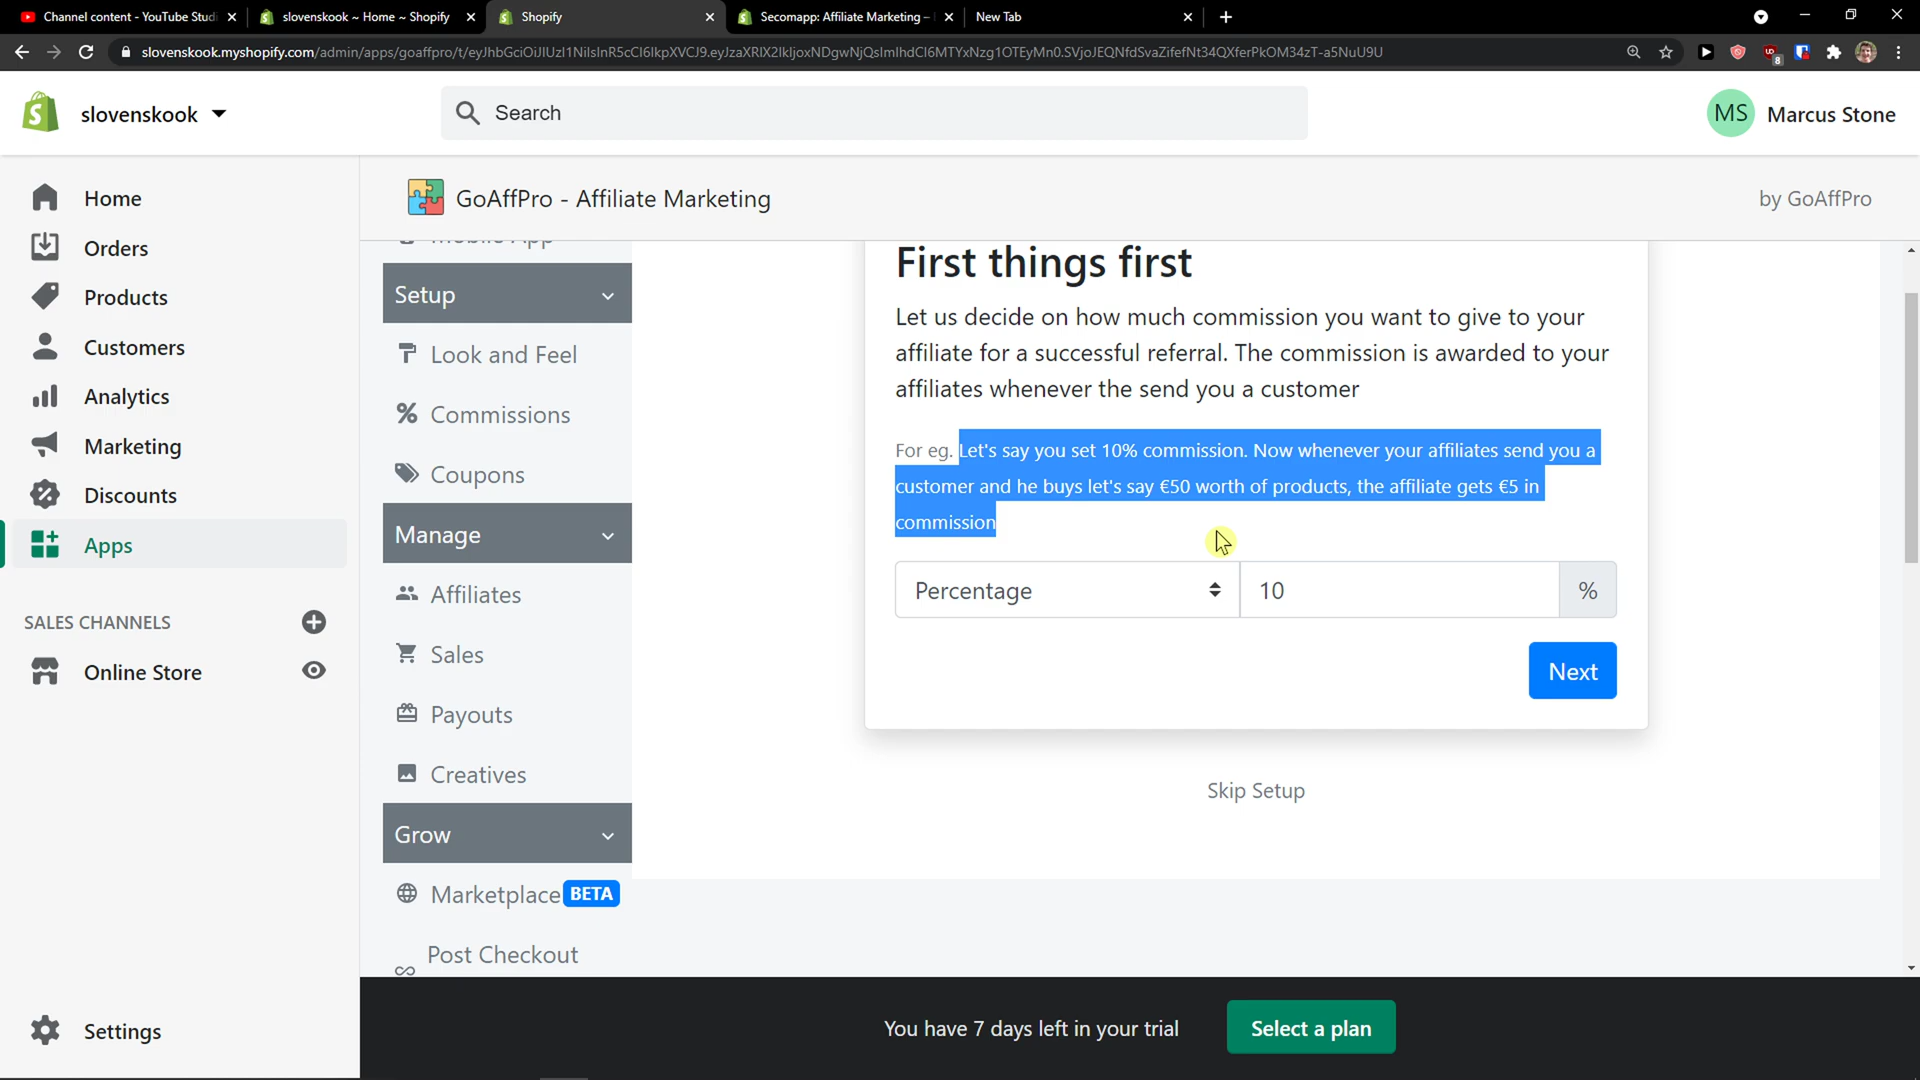 Channel content - YouTube Studi
slovenskook ~ Home ~ Shopify
Shopify
Secomapp: Affiliate Marketing –
New Tab
slovenskook.myshopify.com/admin/apps/goaffpro/t/
8
slovenskook
Search
MS
Marcus Stone
Home
Orders
Products
Customers
Analytics
Marketing
Discounts
Apps
SALES CHANNELS
Online Store
Settings
GoAffPro - Affiliate Marketing
by GoAffPro
Mobile App
Setup
Look and Feel
Commissions
Coupons
Manage
Affiliates
Sales
Payouts
Creatives
Grow
Marketplace BETA
Post Checkout
First things first
Let us decide on how much commission you want to give to your
affiliate for a successful referral. The commission is awarded to your
affiliates whenever the send you a customer
For eg. Let's say you set 10% commission. Now whenever your affiliates send you a
customer and he buys let's say €50 worth of products, the affiliate gets €5 in
commission
Percentage
10
%
Next
Skip Setup
You have 7 days left in your trial
Select a plan